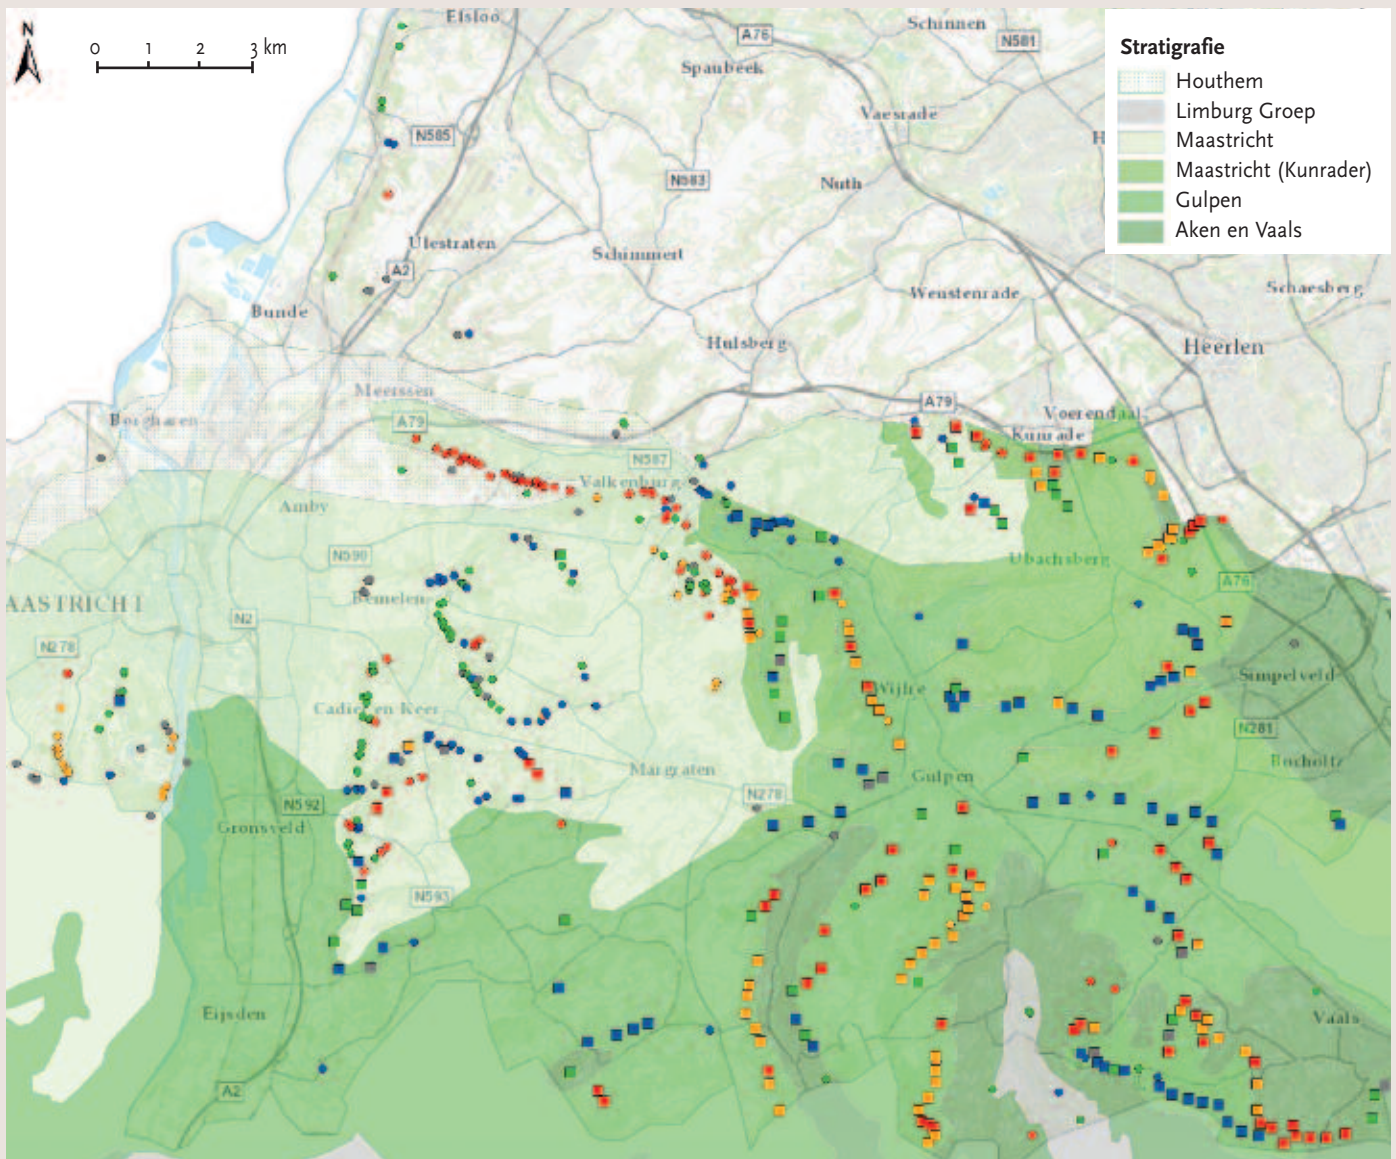 N
0 1 2 3 km
Stratigrafie
Houthem
Limburg Groep
Maastricht
Maastricht (Kunrader)
Gulpen
Aken en Vaals
Elsloo
A76
Schinnen
N581
Spaubeek
Vaesrade
N585
H
N583
Nuth
Ulestraten
Schimmert
A2
Bunde
Weustenrade
Schaesberg
Hulsberg
Heerlen
Meerssen
A79
A79
Voerendaal
Borgharen
Kunrade
N587
Valkenburg
Amby
N590
Ubachsberg
A76
AASTRICHT
Bemelen
N2
N278
Simpelveld
Wijlre
Cadier en Keer
N281
Bocholtz
Margraten
Gulpen
N278
N592
Gronsveld
N593
Eijsden
Vaals
A2